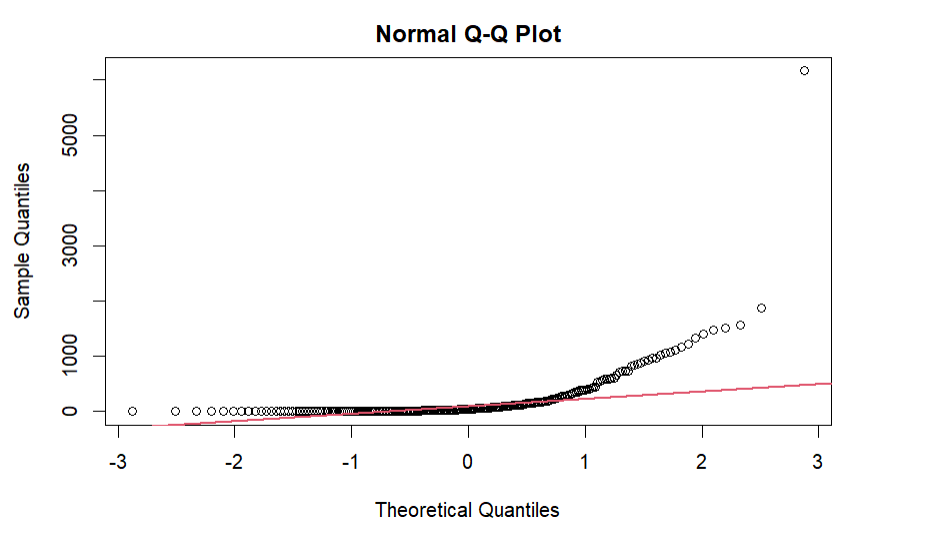 Normal Q-Q Plot
Sample Quantiles
5000
3000
1000
0
-3 -2 -1 0 1 2 3
Theoretical Quantiles